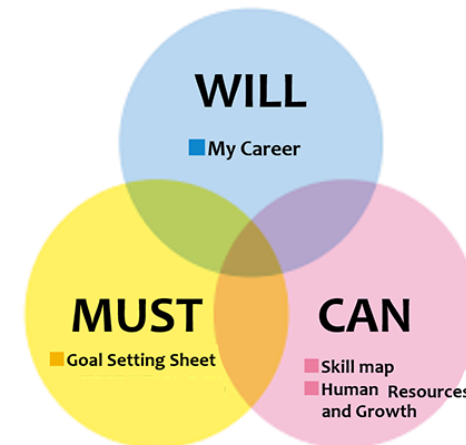 WILL
My Career
MUST
Goal Setting Sheet
CAN
Skill map
Human Resources
and Growth